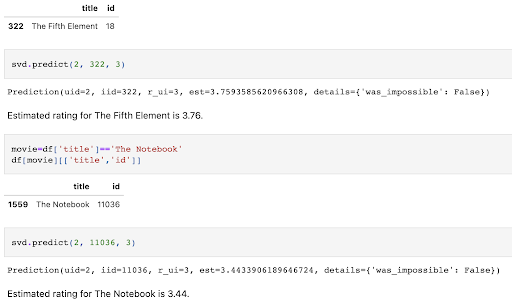 title id
322 The Fifth Element 18
svd.predict(2, 322, 3)
Prediction(uid=2, iid=322, r_ui=3, est=3.7593585620966308, details={'was_impossible': False})
Estimated rating for The Fifth Element is 3.76.
movie=df['title']=='The Notebook'
df[movie][['title','id']]
title id
1559 The Notebook 11036
svd.predict(2, 11036, 3)
Prediction(uid=2, iid=11036, r_ui=3, est=3.4433906189646724, details={'was_impossible': False})
Estimated rating for The Notebook is 3.44.